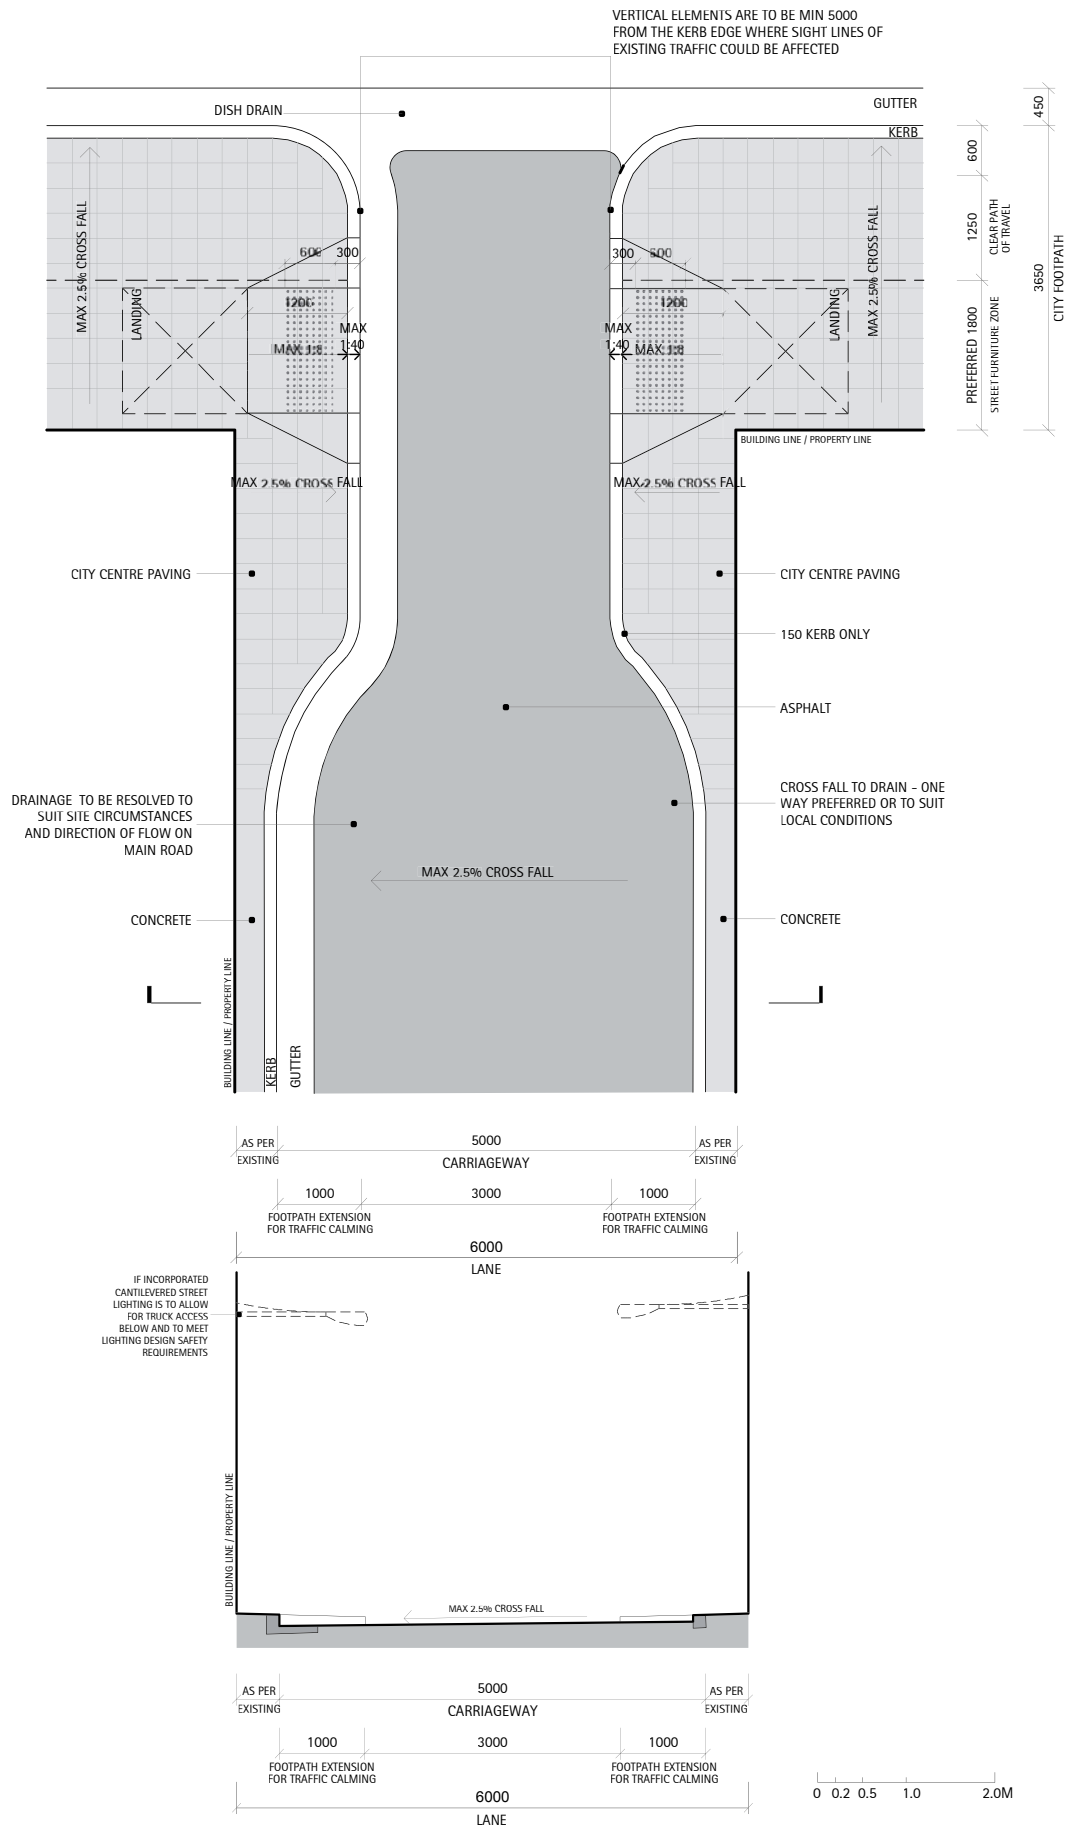 VERTICAL ELEMENTS ARE TO BE MIN 5000
FROM THE KERB EDGE WHERE SIGHT LINES OF
EXISTING TRAFFIC COULD BE AFFECTED
DISH DRAIN
GUTTER
KERB
450
600
1250
CLEAR PATH
OF TRAVEL
3650
CITY FOOTPATH
PREFERRED 1800
STREET FURNITURE ZONE
MAX 2.5% CROSS FALL
LANDING
600
300
1200
MAX 1:8
MAX
1:40
300
1200
MAX
1:40
MAX 1:8
LANDING
MAX 2.5% CROSS FALL
BUILDING LINE / PROPERTY LINE
MAX 2.5% CROSS FALL
MAX 2.5% CROSS FALL
CITY CENTRE PAVING
CITY CENTRE PAVING
150 KERB ONLY
ASPHALT
DRAINAGE TO BE RESOLVED TO
SUIT SITE CIRCUMSTANCES
AND DIRECTION OF FLOW ON
MAIN ROAD
CROSS FALL TO DRAIN - ONE
WAY PREFERRED OR TO SUIT
LOCAL CONDITIONS
MAX 2.5% CROSS FALL
CONCRETE
CONCRETE
BUILDING LINE / PROPERTY LINE
KERB
GUTTER
AS PER
EXISTING
5000
CARRIAGEWAY
AS PER
EXISTING
1000
FOOTPATH EXTENSION
FOR TRAFFIC CALMING
3000
1000
FOOTPATH EXTENSION
FOR TRAFFIC CALMING
6000
LANE
IF INCORPORATED
CANTILEVERED STREET
LIGHTING IS TO ALLOW
FOR TRUCK ACCESS
BELOW AND TO MEET
LIGHTING DESIGN SAFETY
REQUIREMENTS
BUILDING LINE / PROPERTY LINE
MAX 2.5% CROSS FALL
AS PER
EXISTING
5000
CARRIAGEWAY
AS PER
EXISTING
1000
FOOTPATH EXTENSION
FOR TRAFFIC CALMING
3000
1000
FOOTPATH EXTENSION
FOR TRAFFIC CALMING
6000
LANE
0 0.2 0.5 1.0 2.0M